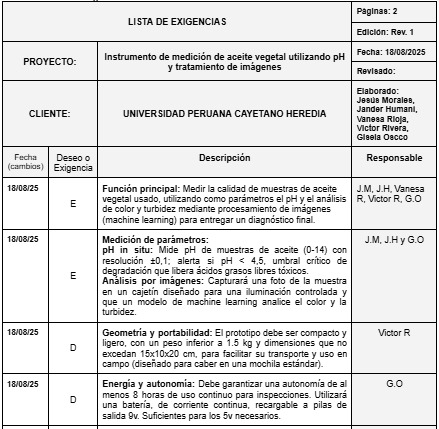 LISTA DE EXIGENCIAS
Páginas: 2
Edición: Rev. 1
PROYECTO:
Instrumento de medición de aceite vegetal utilizando pH
y tratamiento de imágenes
Fecha: 18/08/2025
Revisado:
CLIENTE:
UNIVERSIDAD PERUANA CAYETANO HEREDIA
Elaborado:
Jesús Morales,
Jander Humani,
Vanesa Rioja,
Victor Rivera,
Gisela Oscco
Fecha
(cambios)
Deseo o
Exigencia
Descripción
Responsable
18/08/25
E
Función principal: Medir la calidad de muestras de aceite
vegetal usado, utilizando como parámetros el pH y el análisis
de color y turbidez mediante procesamiento de imágenes
(machine learning) para entregar un diagnóstico final.
J.M, J.H, Vanesa
R, Victor R, G.O
18/08/25
E
Medición de parámetros:
pH in situ: Mide pH de muestras de aceite (0-14) con
resolución ±0,1; alerta si pH < 4,5, umbral crítico de
degradación que libera ácidos grasos libres tóxicos.
Análisis por imágenes: Capturará una foto de la muestra
en un cajetín diseñado para una iluminación controlada y
que un modelo de machine learning analice el color y la
turbidez.
J.M, J.H y G.O
18/08/25
D
Geometría y portabilidad: El prototipo debe ser compacto y
ligero, con un peso inferior a 1.5 kg y dimensiones que no
excedan 15x10x20 cm, para facilitar su transporte y uso en
campo (diseñado para caber en una mochila estándar).
Victor R
18/08/25
D
Energía y autonomía: Debe garantizar una autonomía de al
menos 8 horas de uso continuo para inspecciones. Utilizará
una batería, de corriente continua, recargable a pilas de
salida 9v. Suficientes para los 5v necesarios.
G.O